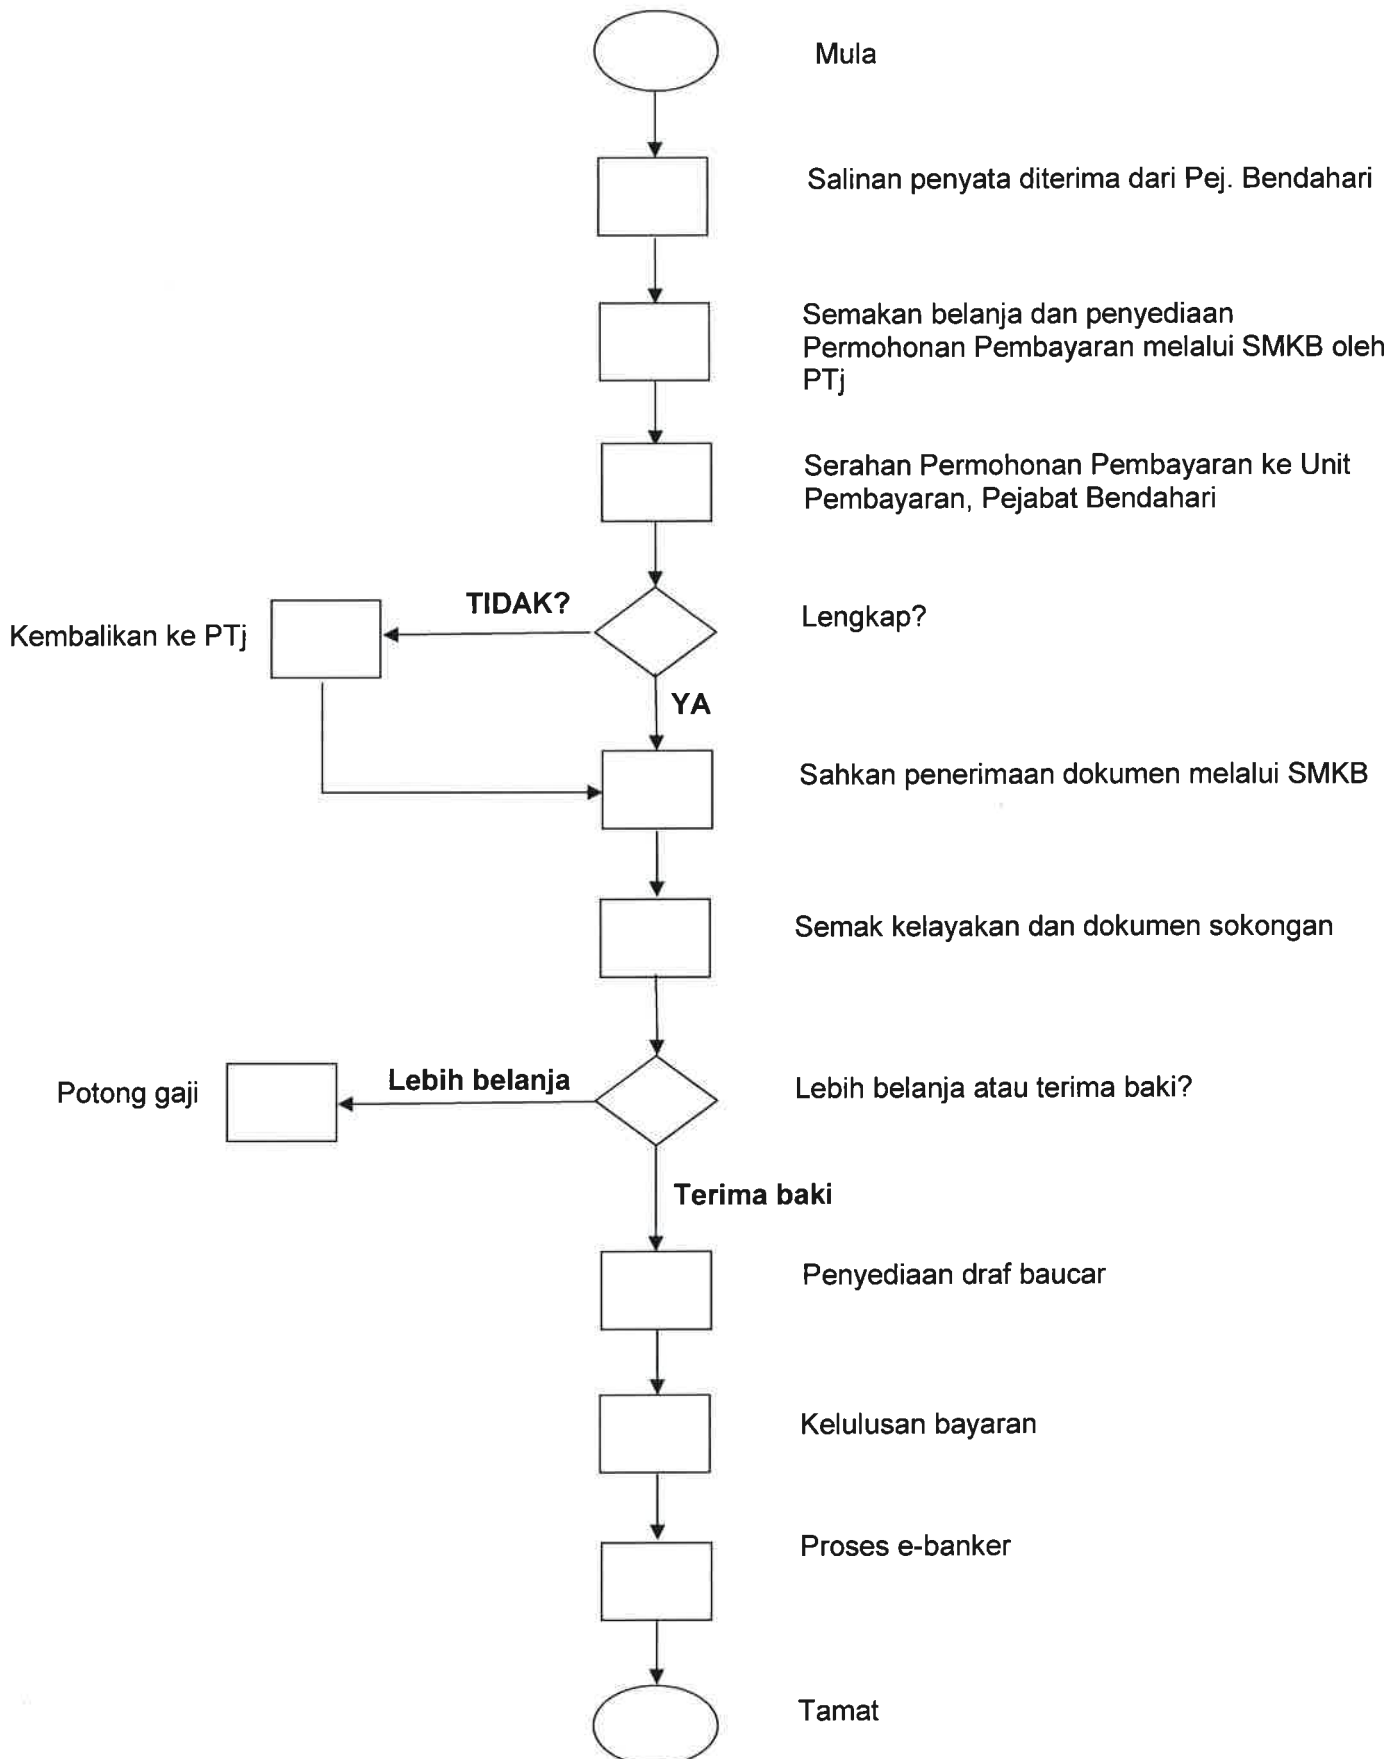 Mula
Salinan penyata diterima dari Pej. Bendahari
Semakan belanja dan penyediaan
Permohonan Pembayaran melalui SMKB oleh
PTj
Serahan Permohonan Pembayaran ke Unit
Pembayaran, Pejabat Bendahari
TIDAK?
Lengkap?
Kembalikan ke PTj
YA
Sahkan penerimaan dokumen melalui SMKB
Semak kelayakan dan dokumen sokongan
Potong gaji
Lebih belanja
Lebih belanja atau terima baki?
Terima baki
Penyediaan draf baucar
Kelulusan bayaran
Proses e-banker
Tamat